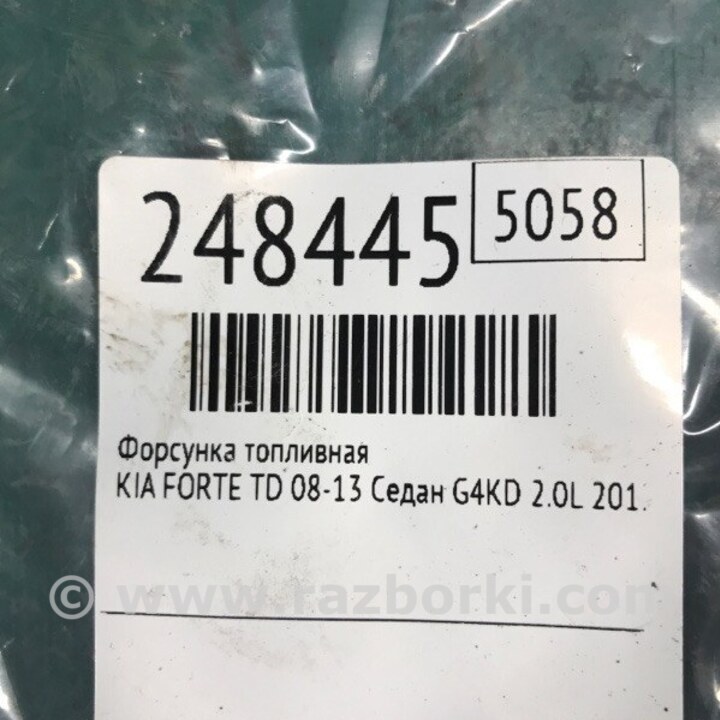 248445 5058
Форсунка топливная
KIA FORTE TD 08-13 Седан G4KD 2.0L 201.
© www.razborki.com